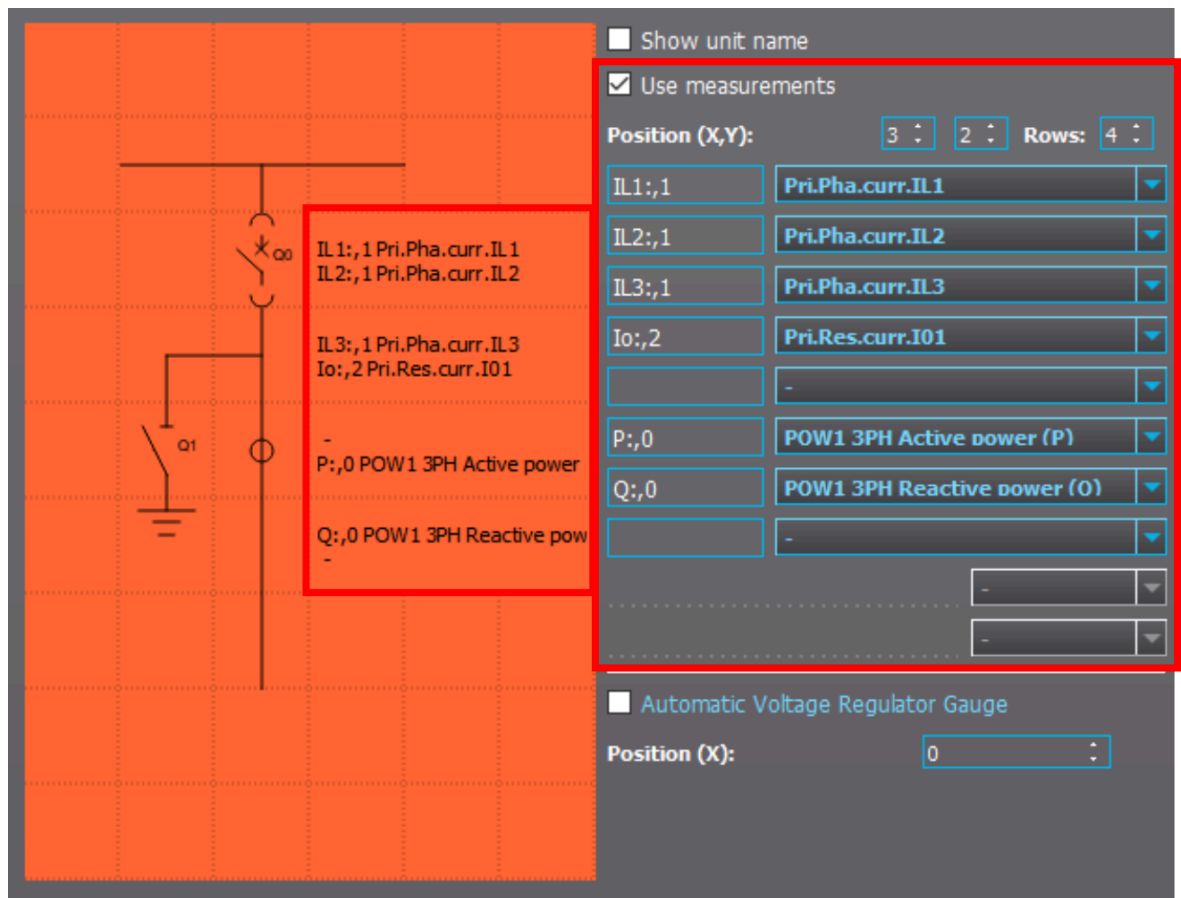 Show unit name
Use measurements
Position (X,Y): 3 2 Rows: 4
IL1:,1 Pri.Pha.curr.IL1
IL2:,1 Pri.Pha.curr.IL2
IL3:,1 Pri.Pha.curr.IL3
Io:,2 Pri.Res.curr.I01
-
P:,0 POW1 3PH Active power (P)
Q:,0 POW1 3PH Reactive power (Q)
-
-
-
Automatic Voltage Regulator Gauge
Position (X): 0
Q0
IL1:,1 Pri.Pha.curr.IL1
IL2:,1 Pri.Pha.curr.IL2
IL3:,1 Pri.Pha.curr.IL3
Io:,2 Pri.Res.curr.I01
Q1
-
P:,0 POW1 3PH Active power
Q:,0 POW1 3PH Reactive pow
-